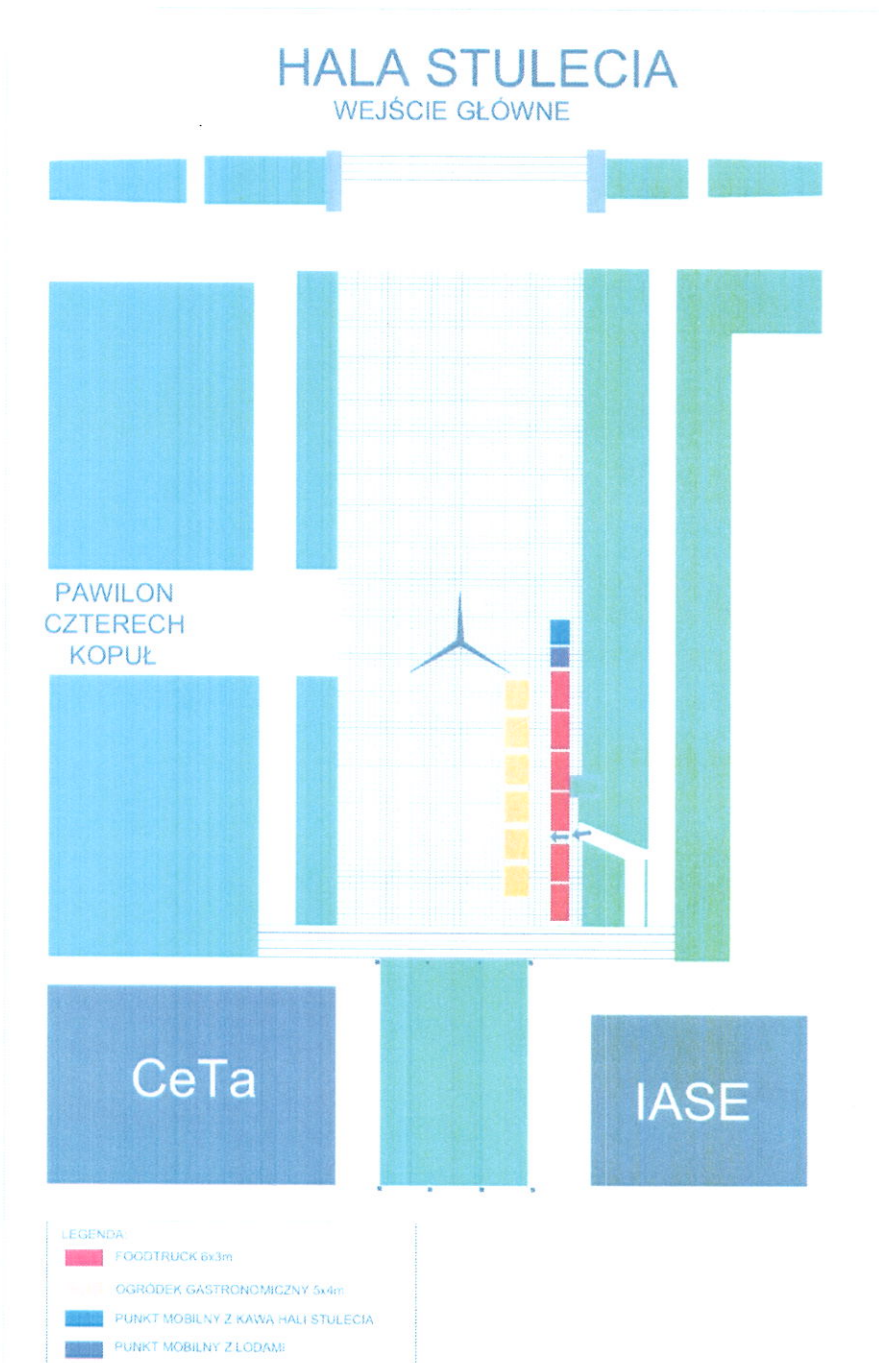 HALA STULECIA
WEJŚCIE GŁÓWNE
PAWILON
CZTERECH
KOPUŁ
CeTa
IASE
LEGENDA
FOODTRUCK 6x3m
OGRÓDEK GASTRONOMICZNY 5x4m
PUNKT MOBILNY Z KAWA HALI STULECIA
PUNKT MOBILNY Z LODAMI